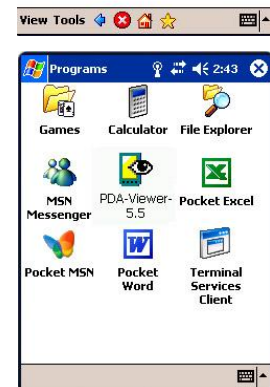 View Tools
Programs 2:43
Games Calculator File Explorer
MSN Messenger PDA-Viewer-5.5 Pocket Excel
Pocket MSN Pocket Word Terminal Services Client